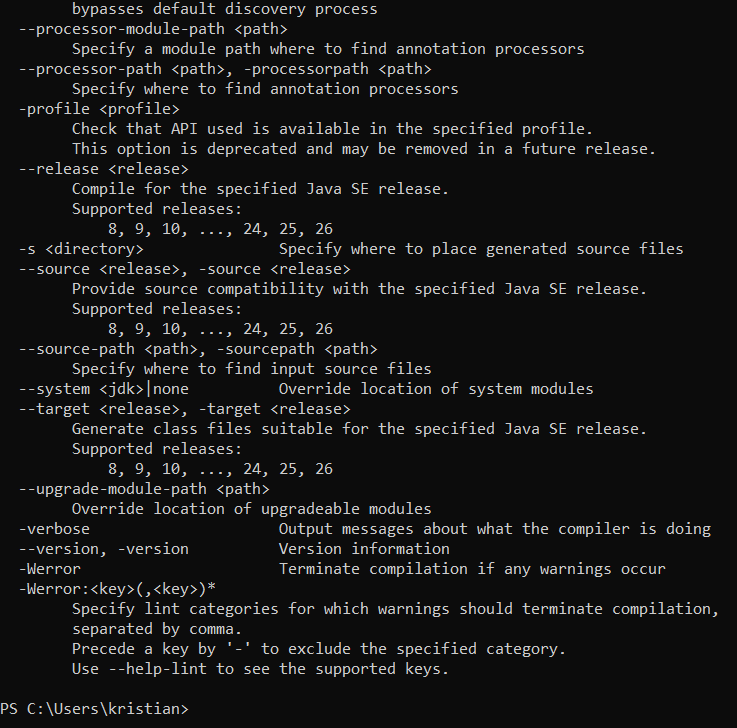 bypasses default discovery process
--processor-module-path <path>
Specify a module path where to find annotation processors
--processor-path <path>, -processorpath <path>
Specify where to find annotation processors
-profile <profile>
Check that API used is available in the specified profile.
This option is deprecated and may be removed in a future release.
--release <release>
Compile for the specified Java SE release.
Supported releases:
8, 9, 10, ..., 24, 25, 26
-s <directory> Specify where to place generated source files
--source <release>, -source <release>
Provide source compatibility with the specified Java SE release.
Supported releases:
8, 9, 10, ..., 24, 25, 26
--source-path <path>, -sourcepath <path>
Specify where to find input source files
--system <jdk>|none Override location of system modules
--target <release>, -target <release>
Generate class files suitable for the specified Java SE release.
Supported releases:
8, 9, 10, ..., 24, 25, 26
--upgrade-module-path <path>
Override location of upgradeable modules
-verbose Output messages about what the compiler is doing
--version, -version Version information
-Werror Terminate compilation if any warnings occur
-Werror:<key>(,<key>)*
Specify lint categories for which warnings should terminate compilation,
separated by comma.
Precede a key by '-' to exclude the specified category.
Use --help-lint to see the supported keys.
PS C:\Users\kristian>